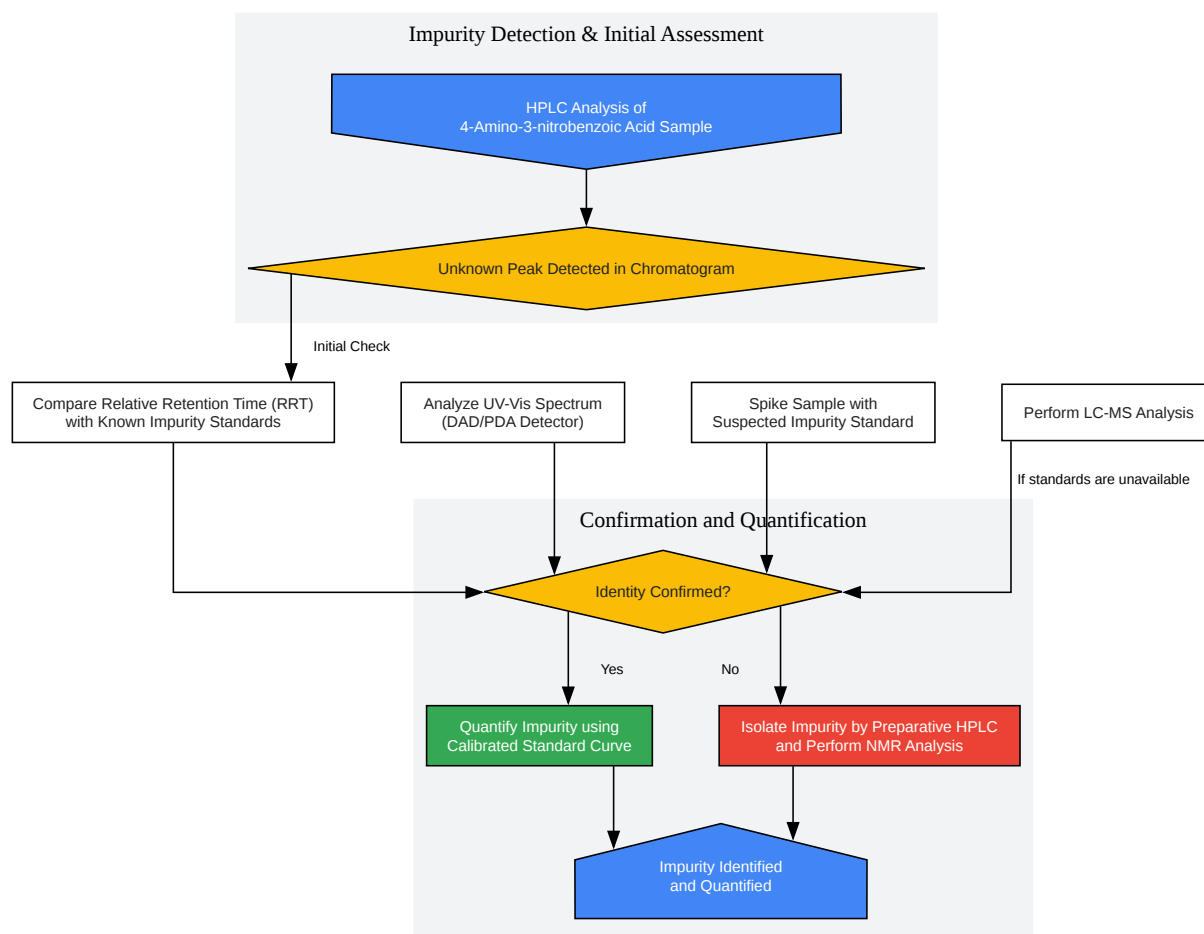 Impurity Detection & Initial Assessment
HPLC Analysis of
4-Amino-3-nitrobenzoic Acid Sample
Unknown Peak Detected in Chromatogram
Initial Check
Compare Relative Retention Time (RRT)
with Known Impurity Standards
Analyze UV-Vis Spectrum
(DAD/PDA Detector)
Spike Sample with
Suspected Impurity Standard
Perform LC-MS Analysis
If standards are unavailable
Confirmation and Quantification
Identity Confirmed?
Yes
No
Quantify Impurity using
Calibrated Standard Curve
Isolate Impurity by Preparative HPLC
and Perform NMR Analysis
Impurity Identified
and Quantified